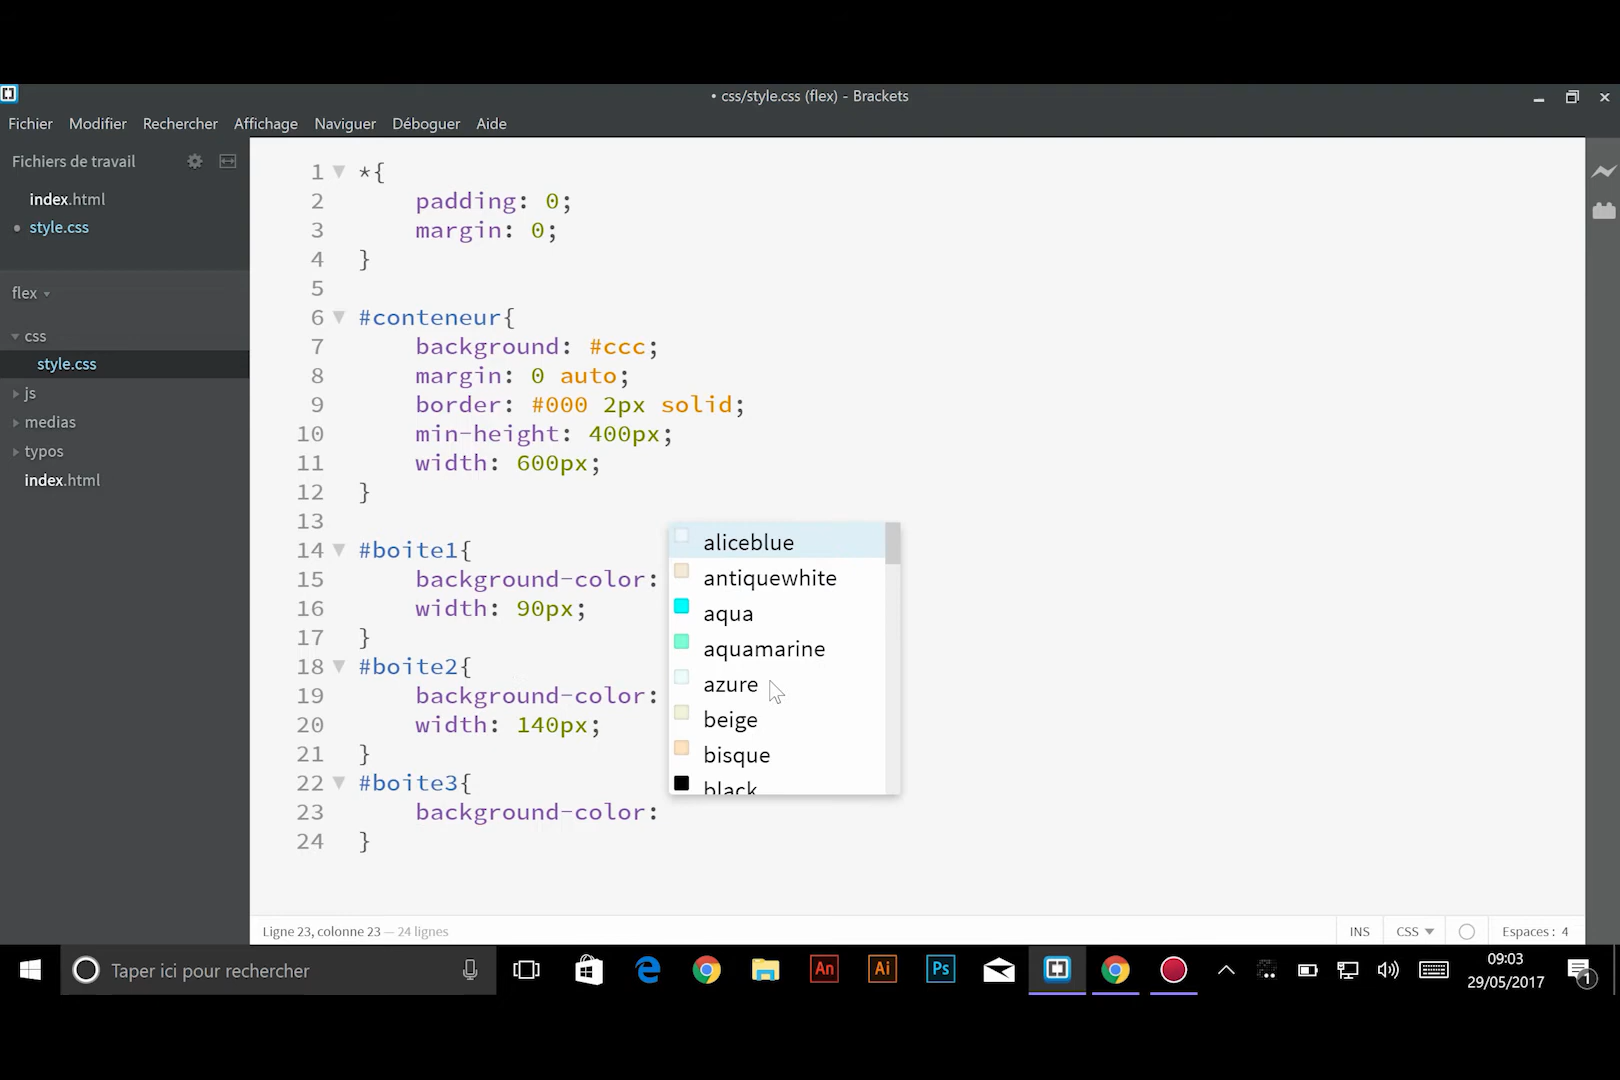 • css/style.css (flex) - Brackets
Fichier Modifier Rechercher Affichage Naviguer Déboguer Aide
Fichiers de travail
index.html
• style.css
flex
css
style.css
js
medias
typos
index.html
1 *{
2 padding: 0;
3 margin: 0;
4 }
5
6 #conteneur{
7 background: #ccc;
8 margin: 0 auto;
9 border: #000 2px solid;
10 min-height: 400px;
11 width: 600px;
12 }
13
14 #boite1{
15 background-color:
16 width: 90px;
17 }
18 #boite2{
19 background-color:
20 width: 140px;
21 }
22 #boite3{
23 background-color:
24 }
aliceblue
antiquewhite
aqua
aquamarine
azure
beige
bisque
black
Ligne 23, colonne 23 — 24 lignes
INS CSS Espaces : 4
Taper ici pour rechercher
An Ai Ps
09:03
29/05/2017
1